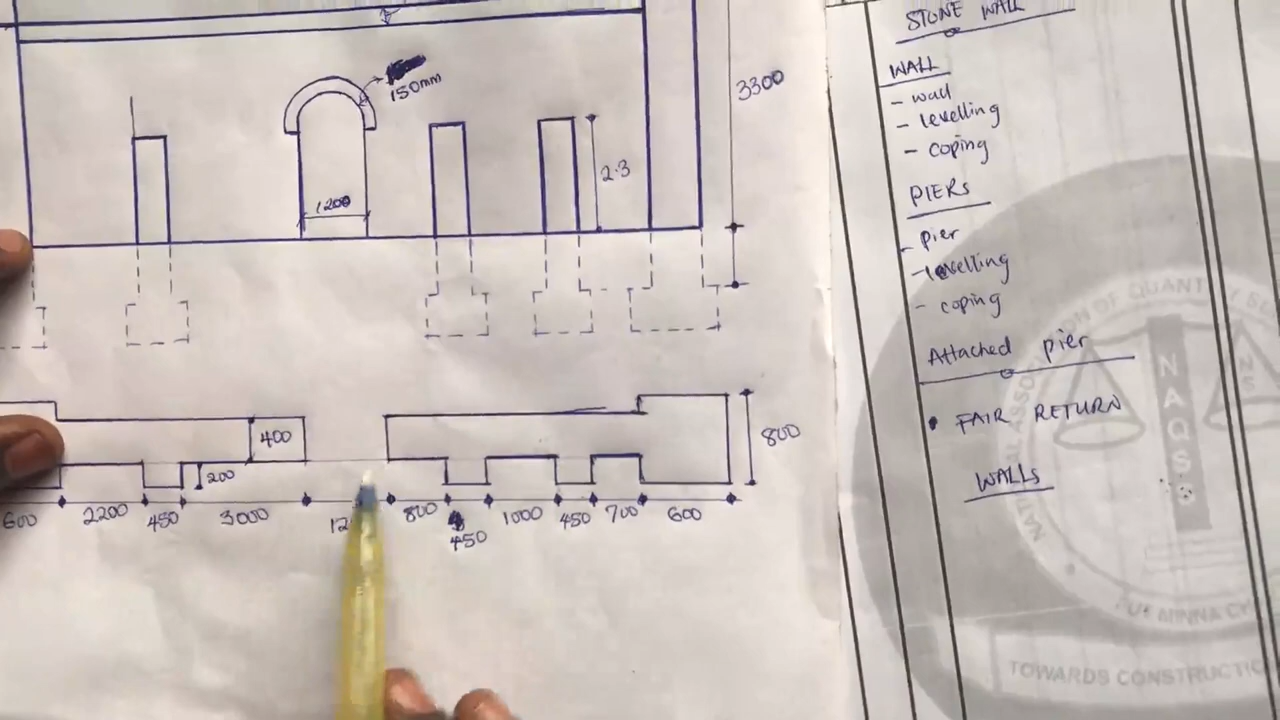 150mm
3300
2.3
1200
400
200
800
600 2200 450 3000 12 800 450 1000 450 700 600
STONE WALL
WALL
- wall
- levelling
- coping
PIERS
- pier
- levelling
- coping
Attached pier
• FAIR RETURN
WALLS
NAQS
TOWARDS CONSTRUCTIO